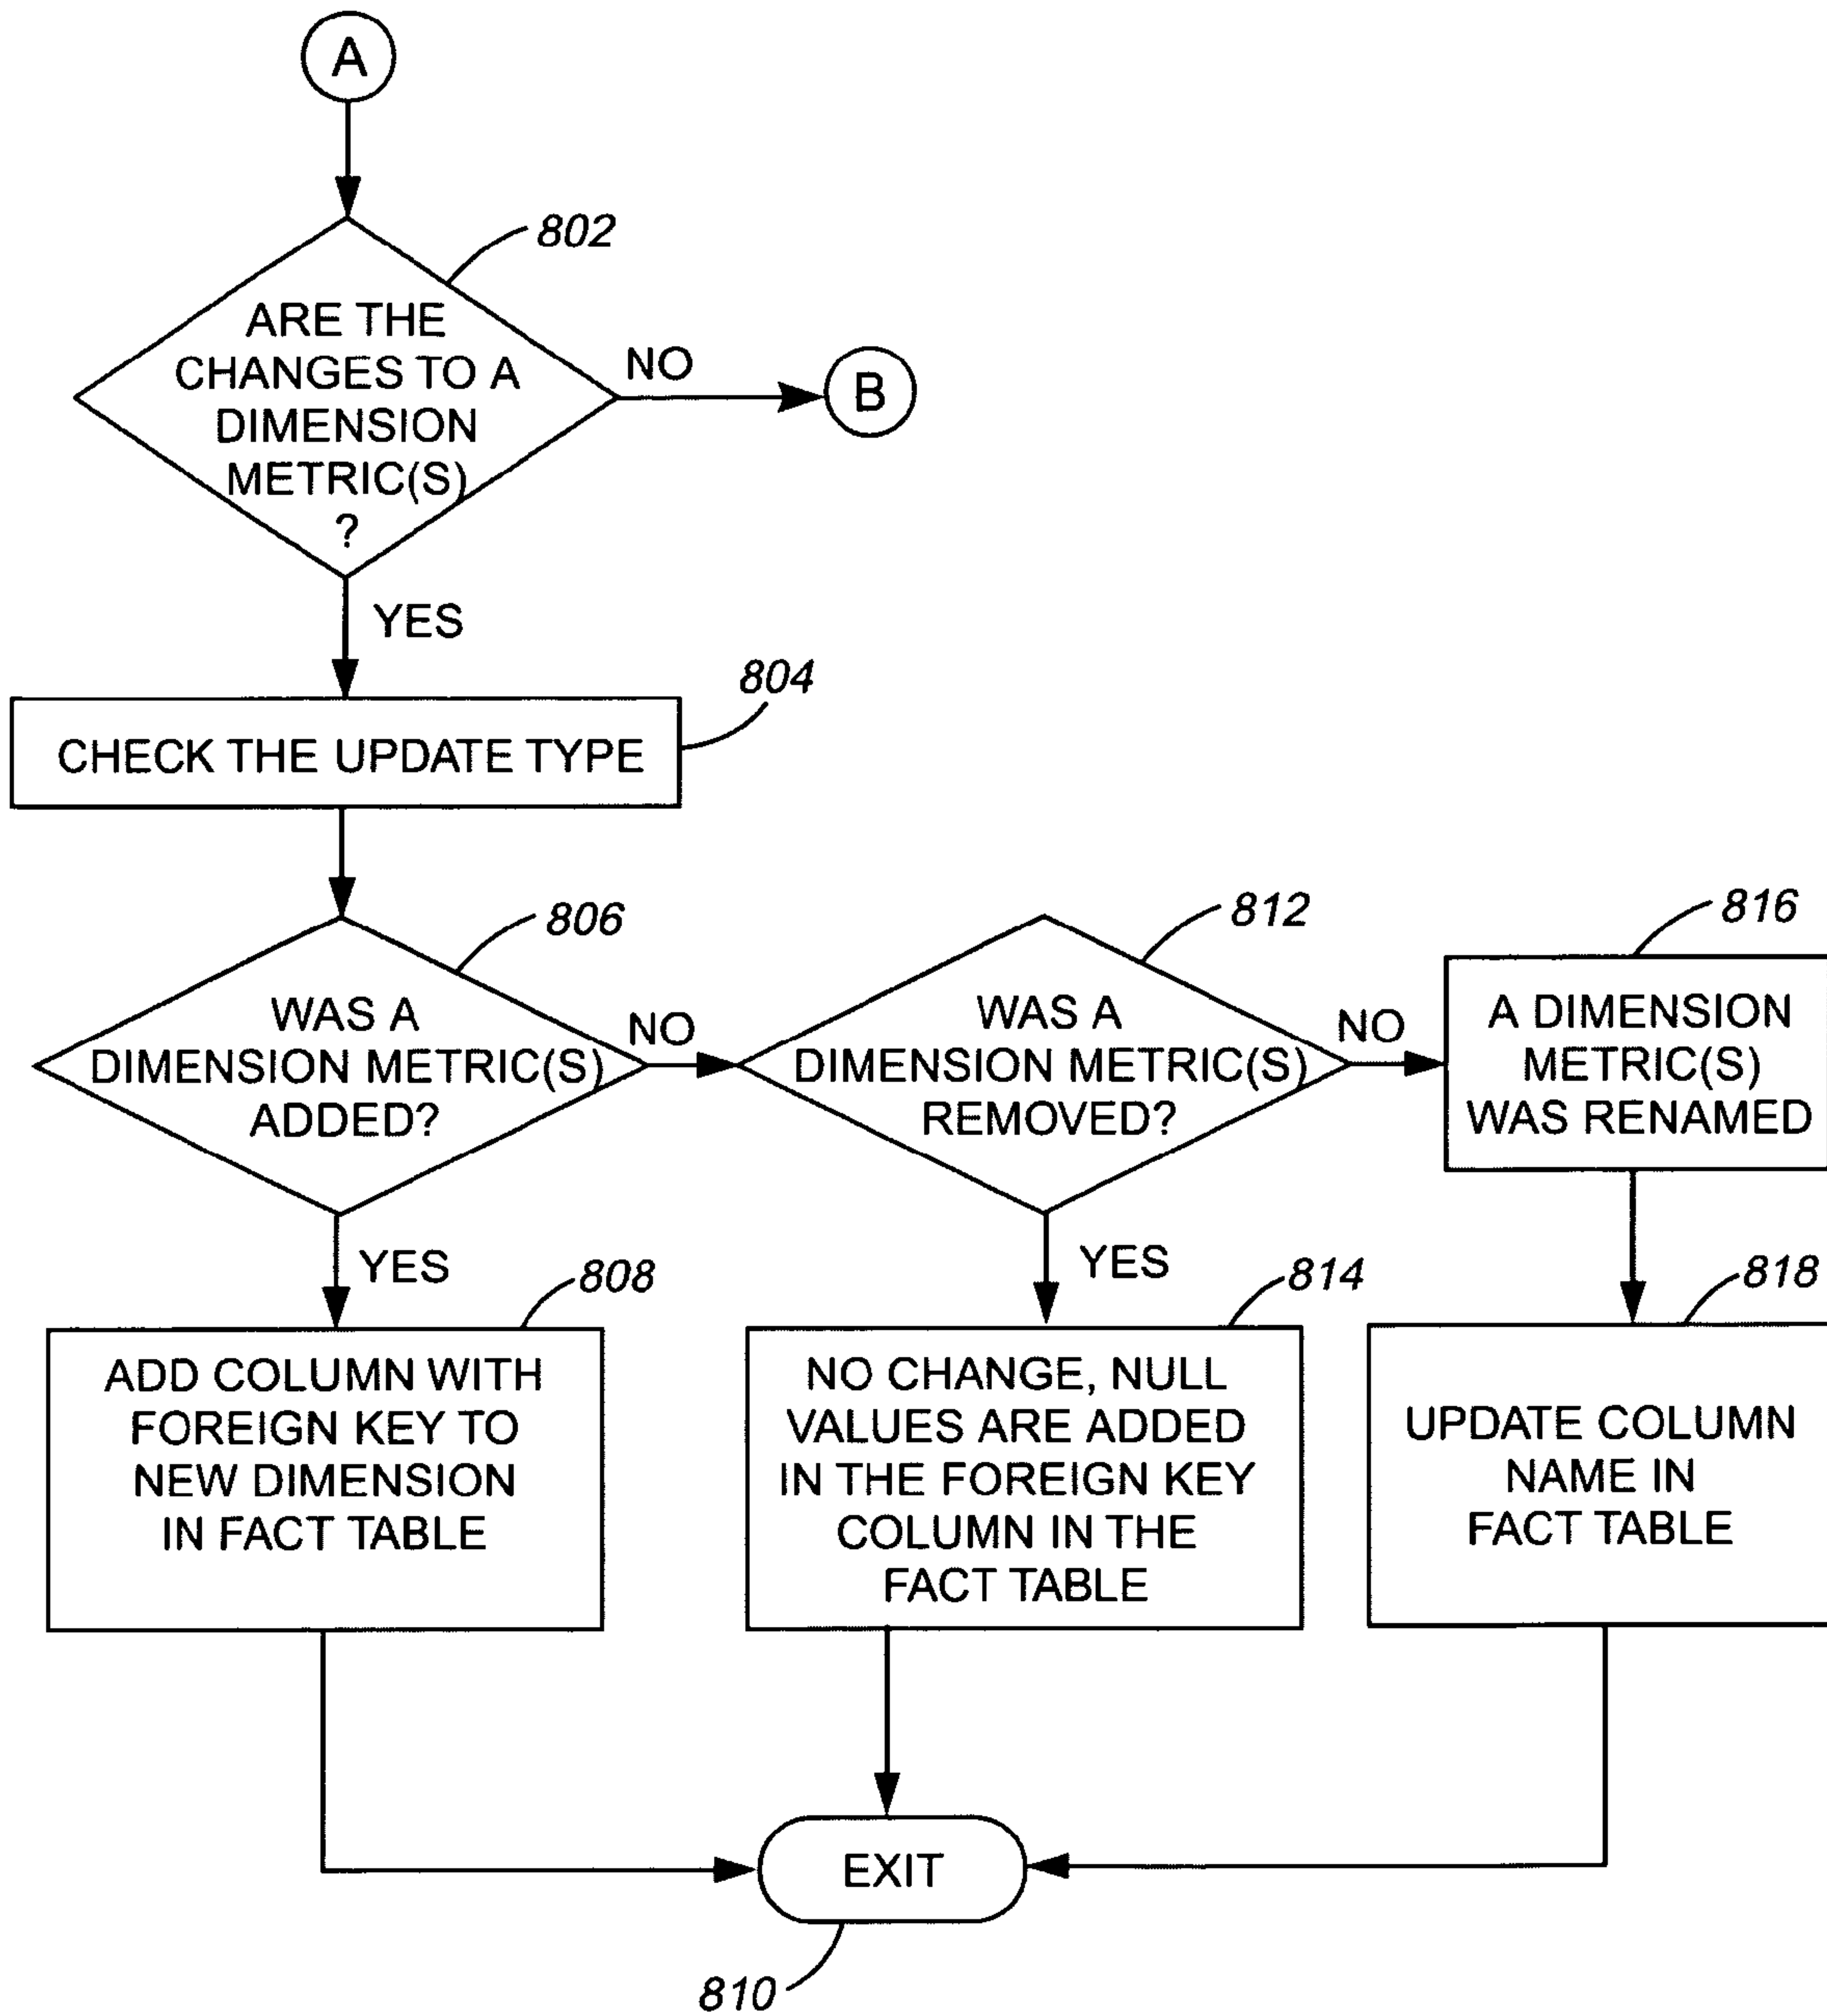 A
802
ARE THE
CHANGES TO A
DIMENSION
METRIC(S)
?
NO
B
YES
804
CHECK THE UPDATE TYPE
806
WAS A
DIMENSION METRIC(S)
ADDED?
NO
812
WAS A
DIMENSION METRIC(S)
REMOVED?
NO
816
A DIMENSION
METRIC(S)
WAS RENAMED
YES
808
ADD COLUMN WITH
FOREIGN KEY TO
NEW DIMENSION
IN FACT TABLE
YES
814
NO CHANGE, NULL
VALUES ARE ADDED
IN THE FOREIGN KEY
COLUMN IN THE
FACT TABLE
818
UPDATE COLUMN
NAME IN
FACT TABLE
EXIT
810